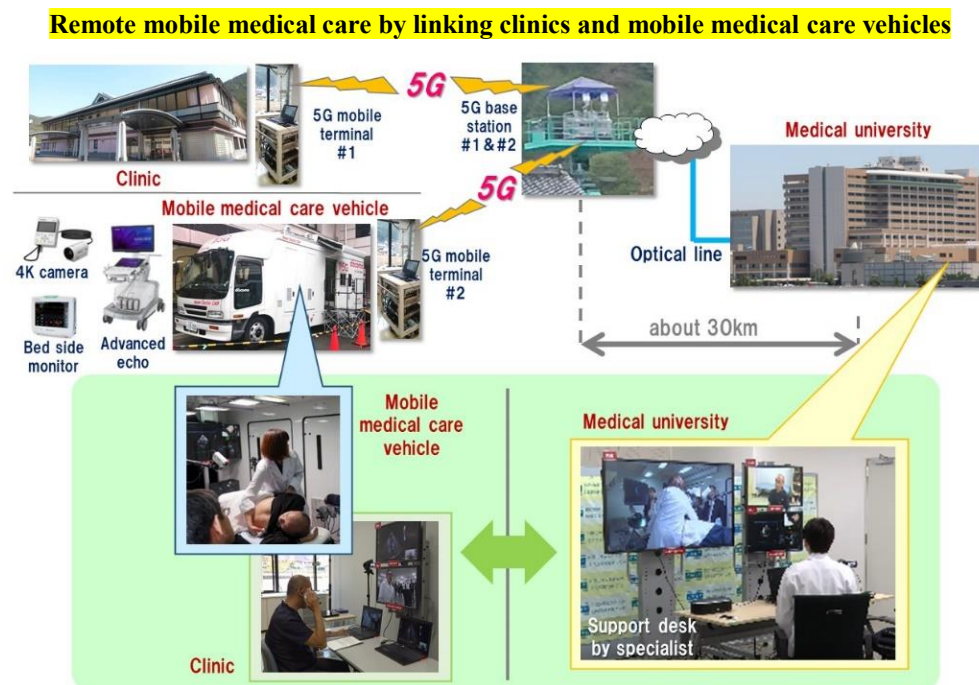 Remote mobile medical care by linking clinics and mobile medical care vehicles
5G
5G mobile
terminal
#1
5G base
station
#1 & #2
Clinic
Medical university
5G
Mobile medical care vehicle
5G mobile
terminal
#2
Optical line
4K camera
Bed side
monitor
Advanced
echo
about 30km
Mobile
medical care
vehicle
Medical university
Clinic
Support desk
by specialist